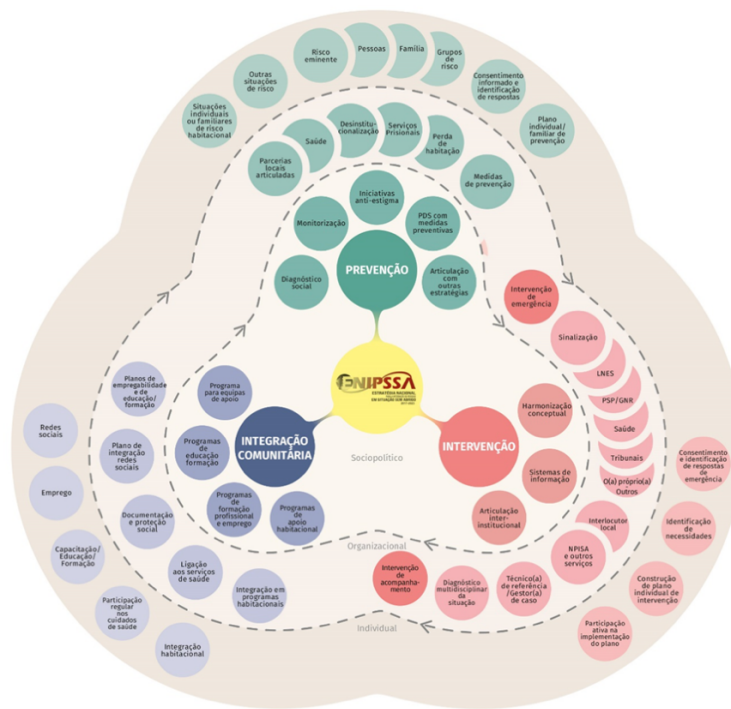 Risco
eminente
Pessoas
Família
Grupos
de risco
Outras
situações
de risco
Consentimento
informado e
identificação
de respostas
Situações
individuais
ou familiares
de risco
habitacional
Plano
individual/
familiar de
prevenção
Parcerias
locais
articuladas
Saúde
Desinstitu-
cionalização
Serviços
Prisionais
Perda
de
habitação
Medidas
de prevenção
Diagnóstico
social
Monitorização
Iniciativas
anti-estigma
PDS com
medidas
preventivas
Articulação
com
outras
estratégias
PREVENÇÃO
Intervenção
de
emergência
Sinalização
LNES
PSP/GNR
Saúde
Tribunais
O(a) próprio(a)
Outros
Interlocutor
local
NPISA
e outros
serviços
Técnico(a)
de referência
/Gestor(a)
de caso
Diagnóstico
multidisciplinar
da
situação
Intervenção
de
acompanha-
mento
Consentimento
e identificação
de respostas de
emergência
Identificação
de
necessidades
Construção
de plano
individual de
intervenção
Participação
ativa na
implementação
do plano
ENIPSSA
ESTRATÉGIA NACIONAL
EM SITUAÇÃO SEM-ABRIGO
INTERVENÇÃO
Harmonização
conceptual
Sistemas de
informação
Articulação
inter-
institucional
INTEGRAÇÃO
COMUNITÁRIA
Programa
para equipas
de apoio
Programas
de
educação
formação
Programas
de
formação
profissional
e emprego
Programas
de
apoio
habitacional
Planos de
empregabilidade
e de
educação/
formação
Plano de
integração
redes
sociais
Documentação
e proteção
social
Ligação
aos serviços
de saúde
Integração em
programas
habitacionais
Redes
sociais
Emprego
Capacitação/
Educação/
Formação
Participação
regular
nos
cuidados
de saúde
Integração
habitacional
Sociopolítico
Organizacional
Individual